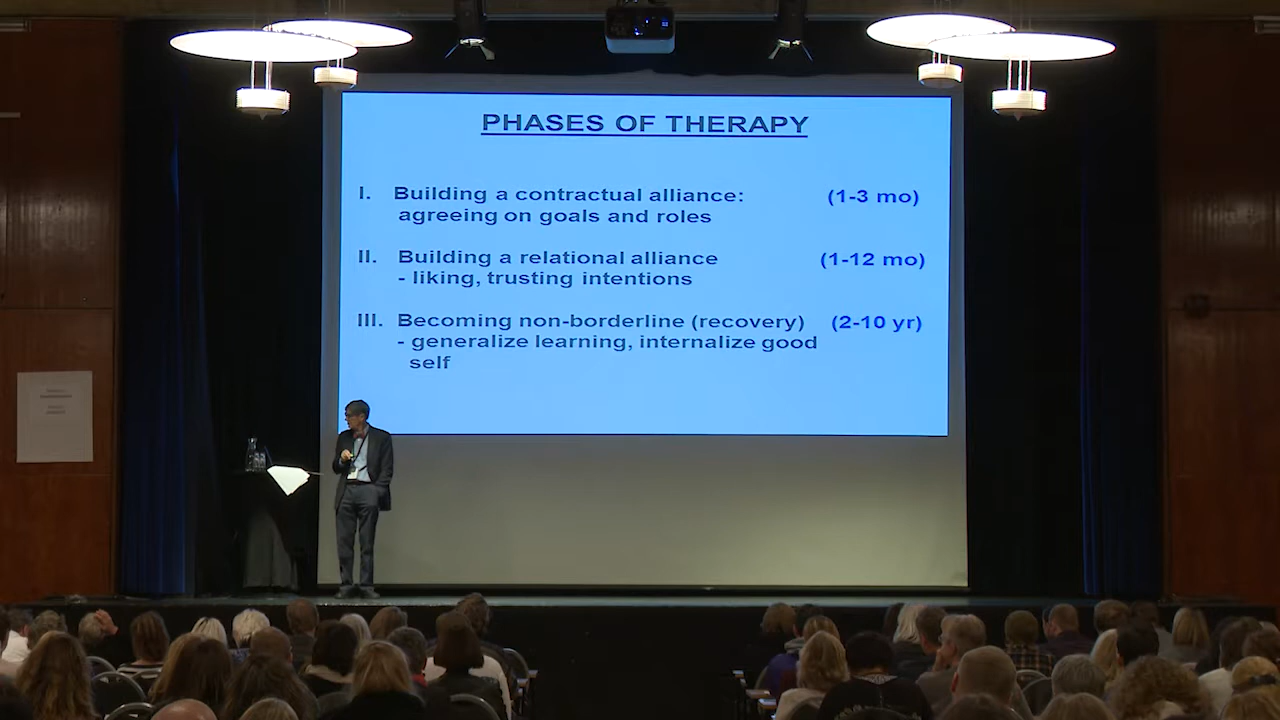 PHASES OF THERAPY
I. Building a contractual alliance: (1-3 mo)
agreeing on goals and roles
II. Building a relational alliance (1-12 mo)
- liking, trusting intentions
III. Becoming non-borderline (recovery) (2-10 yr)
- generalize learning, internalize good
self